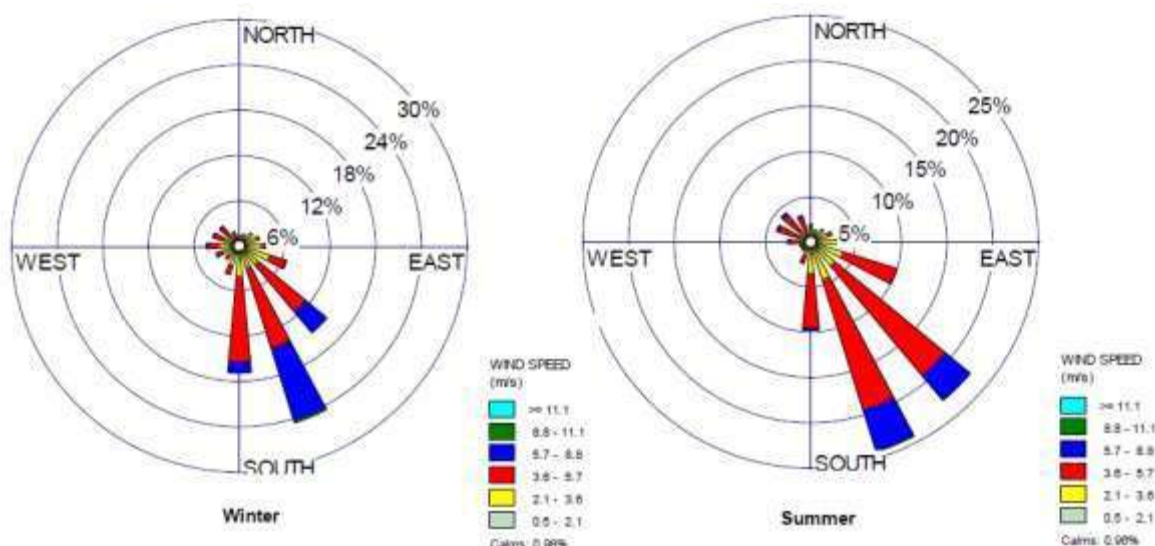 NORTH
30%
24%
18%
12%
6%
WEST
EAST
SOUTH
WIND SPEED
(m/s)
>= 11.1
8.8 - 11.1
5.7 - 8.8
3.6 - 5.7
2.1 - 3.6
0.5 - 2.1
Calms: 0.98%
Winter
NORTH
25%
20%
15%
10%
5%
WEST
EAST
SOUTH
WIND SPEED
(m/s)
>= 11.1
8.8 - 11.1
5.7 - 8.8
3.6 - 5.7
2.1 - 3.6
0.5 - 2.1
Calms: 0.96%
Summer